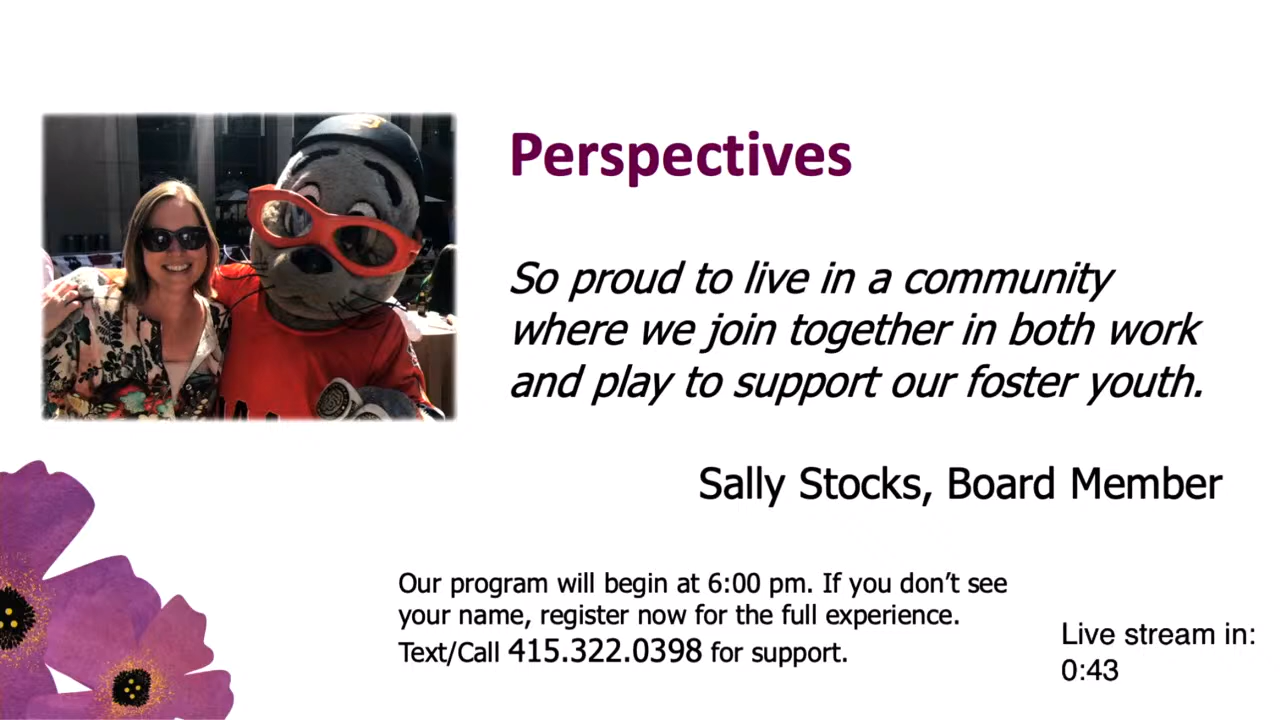 Perspectives
So proud to live in a community
where we join together in both work
and play to support our foster youth.
Sally Stocks, Board Member
Our program will begin at 6:00 pm. If you don’t see
your name, register now for the full experience.
Text/Call 415.322.0398 for support.
Live stream in:
0:43